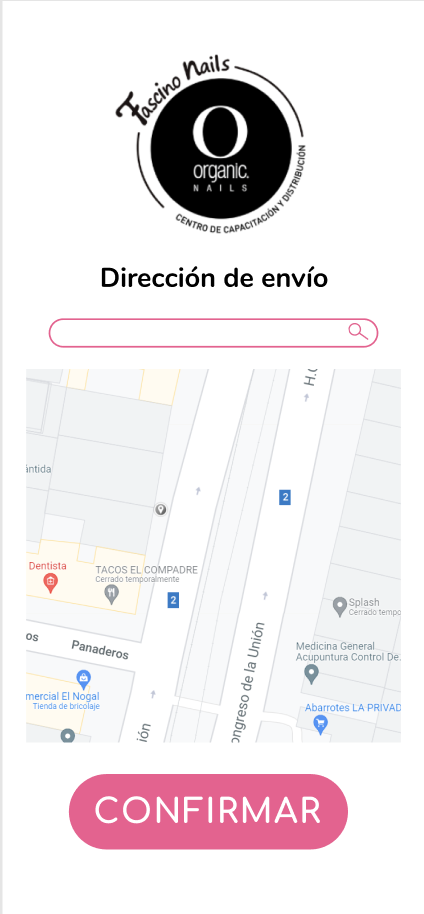 Fascino Nails
organic.
NAILS
CENTRO DE CAPACITACIÓN Y DISTRIBUCIÓN
Dirección de envío
H.C
ántida
2
Dentista
TACOS EL COMPADRE
Cerrado temporalmente
2
Splash
Cerrado tempo
os
Panaderos
Medicina General
Acupuntura Control De.
ongreso de la Unión
mercial El Nogal
Tienda de bricolaje
Abarrotes LA PRIVAD
ión
CONFIRMAR